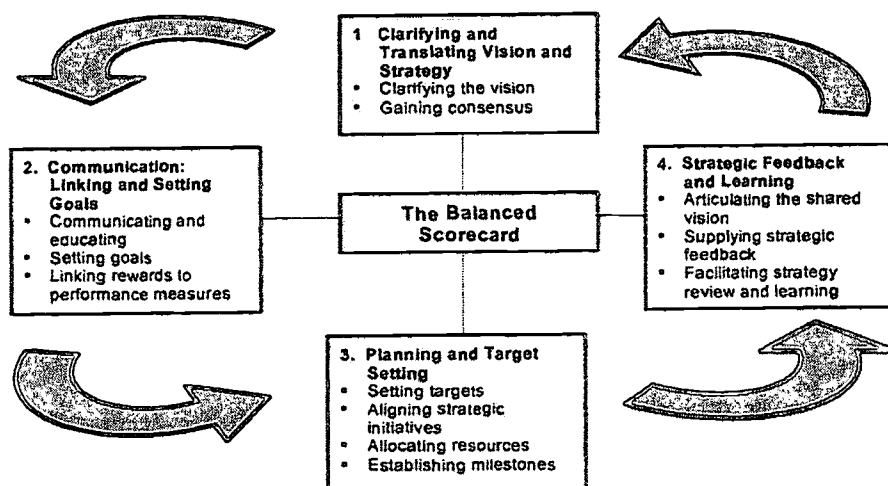 1 Clarifying and
Translating Vision and
Strategy
• Clarifying the vision
• Gaining consensus
2. Communication:
Linking and Setting
Goals
• Communicating and
educating
• Setting goals
• Linking rewards to
performance measures
The Balanced
Scorecard
4. Strategic Feedback
and Learning
• Articulating the shared
vision
• Supplying strategic
feedback
• Facilitating strategy
review and learning
3. Planning and Target
Setting
• Setting targets
• Aligning strategic
initiatives
• Allocating resources
• Establishing milestones